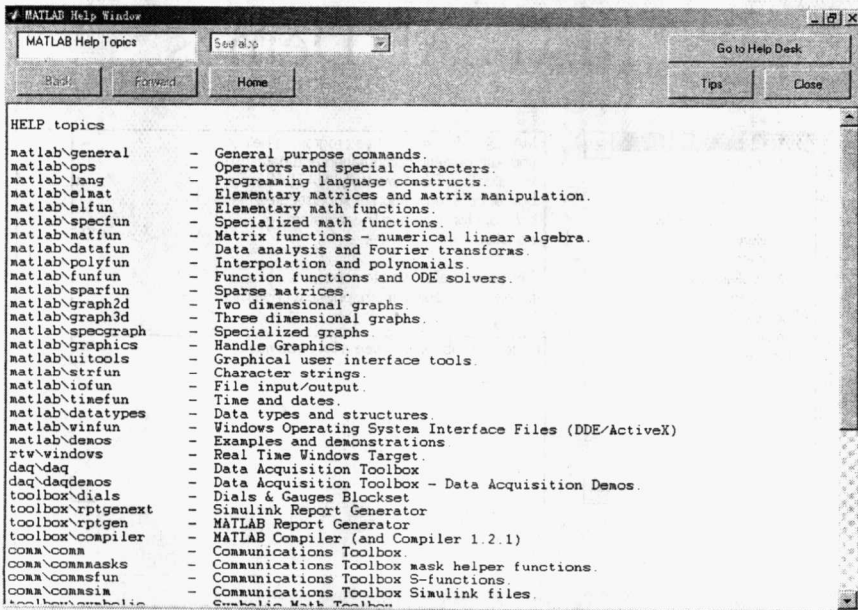 MATLAB Help Window
MATLAB Help Topics
See also
Go to Help Desk
Back
Forward
Home
Tips
Close
HELP topics
matlab\general - General purpose commands.
matlab\ops - Operators and special characters.
matlab\lang - Programming language constructs.
matlab\elmat - Elementary matrices and matrix manipulation.
matlab\elfun - Elementary math functions.
matlab\specfun - Specialized math functions.
matlab\matfun - Matrix functions - numerical linear algebra.
matlab\datafun - Data analysis and Fourier transforms.
matlab\polyfun - Interpolation and polynomials.
matlab\funfun - Function functions and ODE solvers.
matlab\sparfun - Sparse matrices.
matlab\graph2d - Two dimensional graphs.
matlab\graph3d - Three dimensional graphs.
matlab\specgraph - Specialized graphs.
matlab\graphics - Handle Graphics.
matlab\uitools - Graphical user interface tools.
matlab\strfun - Character strings.
matlab\iofun - File input/output.
matlab\timefun - Time and dates.
matlab\datatypes - Data types and structures.
matlab\winfun - Windows Operating System Interface Files (DDE/ActiveX)
matlab\demos - Examples and demonstrations.
rtw\windows - Real Time Windows Target.
daq\daq - Data Acquisition Toolbox
daq\daqdemos - Data Acquisition Toolbox - Data Acquisition Demos.
toolbox\dials - Dials & Gauges Blockset
toolbox\rptgenext - Simulink Report Generator
toolbox\rptgen - MATLAB Report Generator
toolbox\compiler - MATLAB Compiler (and Compiler 1.2.1)
comm\comm - Communications Toolbox.
comm\commmasks - Communications Toolbox mask helper functions.
comm\commsfun - Communications Toolbox S-functions.
comm\commsim - Communications Toolbox Simulink files.
toolbox\symbolic - Symbolic Math Toolbox